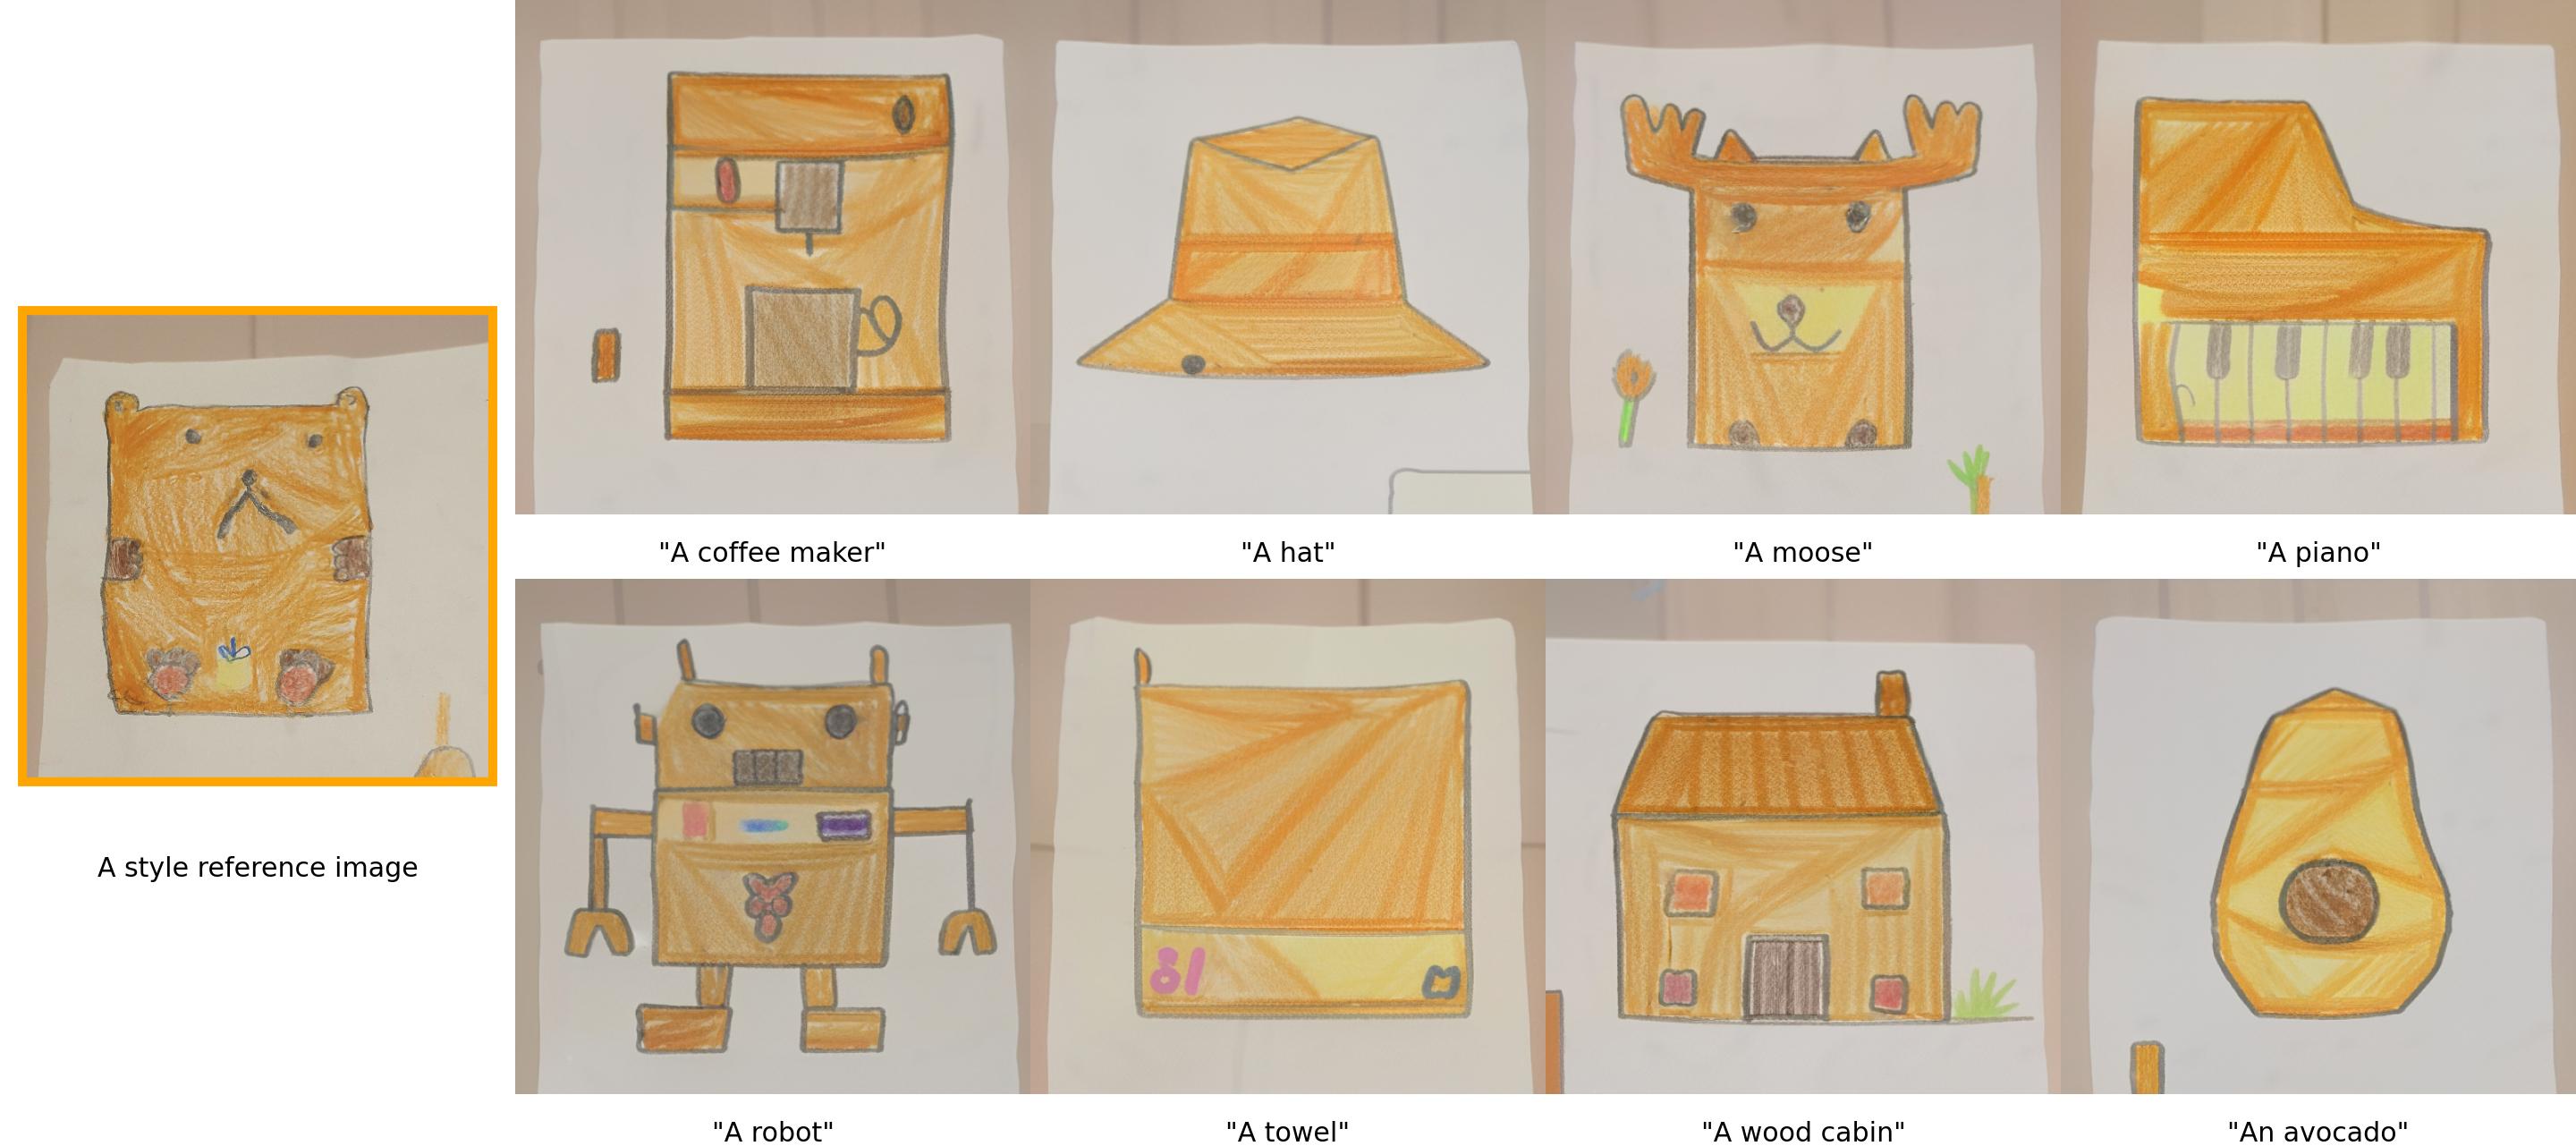 "A coffee maker"
"A hat"
"A moose"
"A piano"
A style reference image
81
"A robot"
"A towel"
"A wood cabin"
"An avocado"